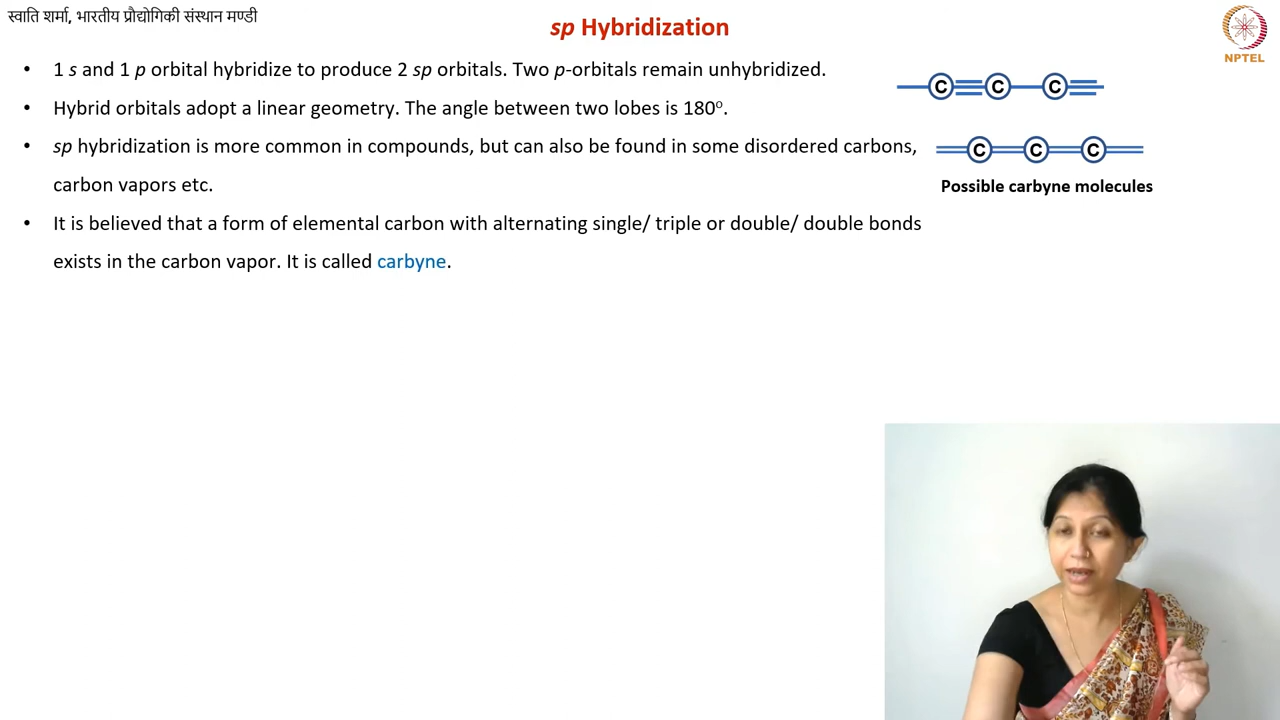 स्वाति शर्मा, भारतीय प्रौद्योगिकी संस्थान मण्डी
sp Hybridization
NPTEL
• 1 s and 1 p orbital hybridize to produce 2 sp orbitals. Two p-orbitals remain unhybridized.
• Hybrid orbitals adopt a linear geometry. The angle between two lobes is 180°.
• sp hybridization is more common in compounds, but can also be found in some disordered carbons,
carbon vapors etc.
• It is believed that a form of elemental carbon with alternating single/ triple or double/ double bonds
exists in the carbon vapor. It is called carbyne.
C C C
C C C
Possible carbyne molecules